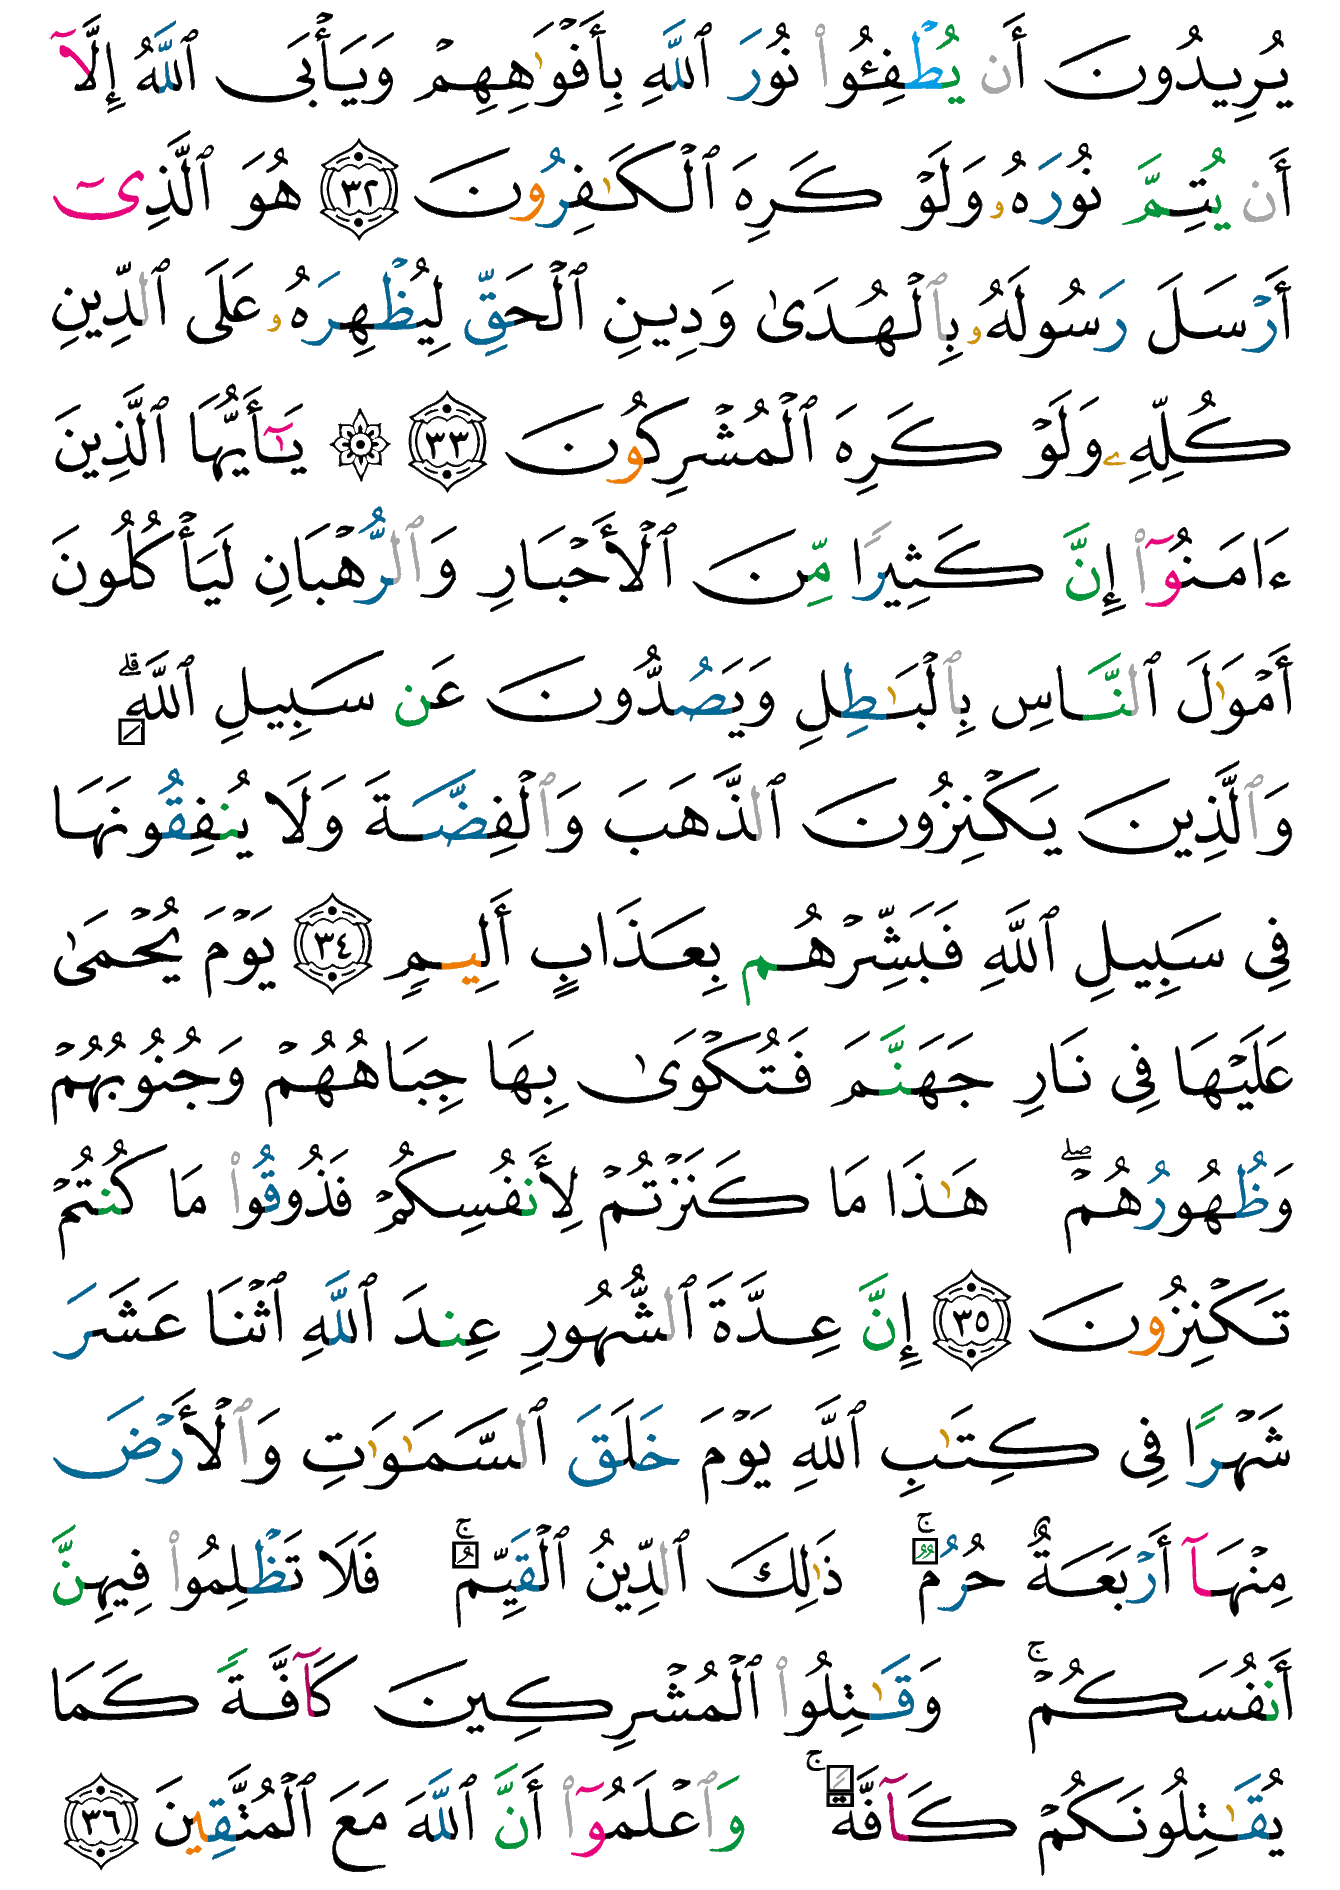 يُرِيدُونَ أَن يُطۡفِـُٔواْ نُورَ ٱللَّهِ بِأَفۡوَٰهِهِمۡ وَيَأۡبَى ٱللَّهُ إِلَّآ
أَن يُتِمَّ نُورَهُۥ وَلَوۡ كَرِهَ ٱلۡكَٰفِرُونَ ٣٢ هُوَ ٱلَّذِيٓ
أَرۡسَلَ رَسُولَهُۥ بِٱلۡهُدَىٰ وَدِينِ ٱلۡحَقِّ لِيُظۡهِرَهُۥ عَلَى ٱلدِّينِ
كُلِّهِۦ وَلَوۡ كَرِهَ ٱلۡمُشۡرِكُونَ ٣٣ ۞ يَٰٓأَيُّهَا ٱلَّذِينَ
ءَامَنُوٓاْ إِنَّ كَثِيرًا مِّنَ ٱلۡأَحۡبَارِ وَٱلرُّهۡبَانِ لَيَأۡكُلُونَ
أَمۡوَٰلَ ٱلنَّاسِ بِٱلۡبَٰطِلِ وَيَصُدُّونَ عَن سَبِيلِ ٱللَّهِۗ
وَٱلَّذِينَ يَكۡنِزُونَ ٱلذَّهَبَ وَٱلۡفِضَّةَ وَلَا يُنفِقُونَهَا
فِي سَبِيلِ ٱللَّهِ فَبَشِّرۡهُم بِعَذَابٍ أَلِيمٍ ٣٤ يَوۡمَ يُحۡمَىٰ
عَلَيۡهَا فِي نَارِ جَهَنَّمَ فَتُكۡوَىٰ بِهَا جِبَاهُهُمۡ وَجُنُوبُهُمۡ
وَظُهُورُهُمۡۖ هَٰذَا مَا كَنَزۡتُمۡ لِأَنفُسِكُمۡ فَذُوقُواْ مَا كُنتُمۡ
تَكۡنِزُونَ ٣٥ إِنَّ عِدَّةَ ٱلشُّهُورِ عِندَ ٱللَّهِ ٱثۡنَا عَشَرَ
شَهۡرًا فِي كِتَٰبِ ٱللَّهِ يَوۡمَ خَلَقَ ٱلسَّمَٰوَٰتِ وَٱلۡأَرۡضَ
مِنۡهَآ أَرۡبَعَةٌ حُرُمٞۚ ذَٰلِكَ ٱلدِّينُ ٱلۡقَيِّمُۚ فَلَا تَظۡلِمُواْ فِيهِنَّ
أَنفُسَكُمۡۚ وَقَٰتِلُواْ ٱلۡمُشۡرِكِينَ كَآفَّةً كَمَا
يُقَٰتِلُونَكُمۡ كَآفَّةًۚ وَٱعۡلَمُوٓاْ أَنَّ ٱللَّهَ مَعَ ٱلۡمُتَّقِينَ ٣٦